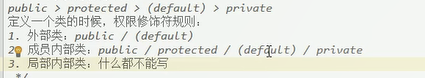 public > protected > (default) > private
定义一个类的时候，权限修饰符规则：
1. 外部类：public / (default)
2 成员内部类：public / protected / (default) / private
3. 局部内部类：什么都不能写
*/